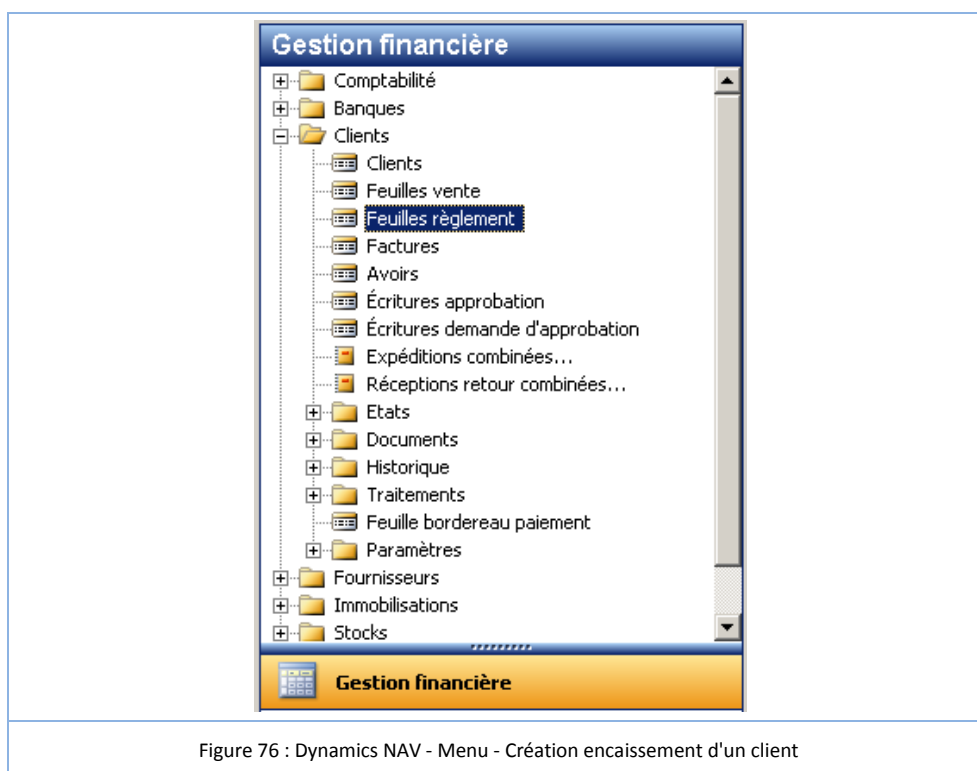 Gestion financière
Comptabilité
Banques
Clients
Clients
Feuilles vente
Feuilles règlement
Factures
Avoirs
Écritures approbation
Écritures demande d'approbation
Expéditions combinées...
Réceptions retour combinées...
Etats
Documents
Historique
Traitements
Feuille bordereau paiement
Paramètres
Fournisseurs
Immobilisations
Stocks
Gestion financière
Figure 76 : Dynamics NAV - Menu - Création encaissement d'un client